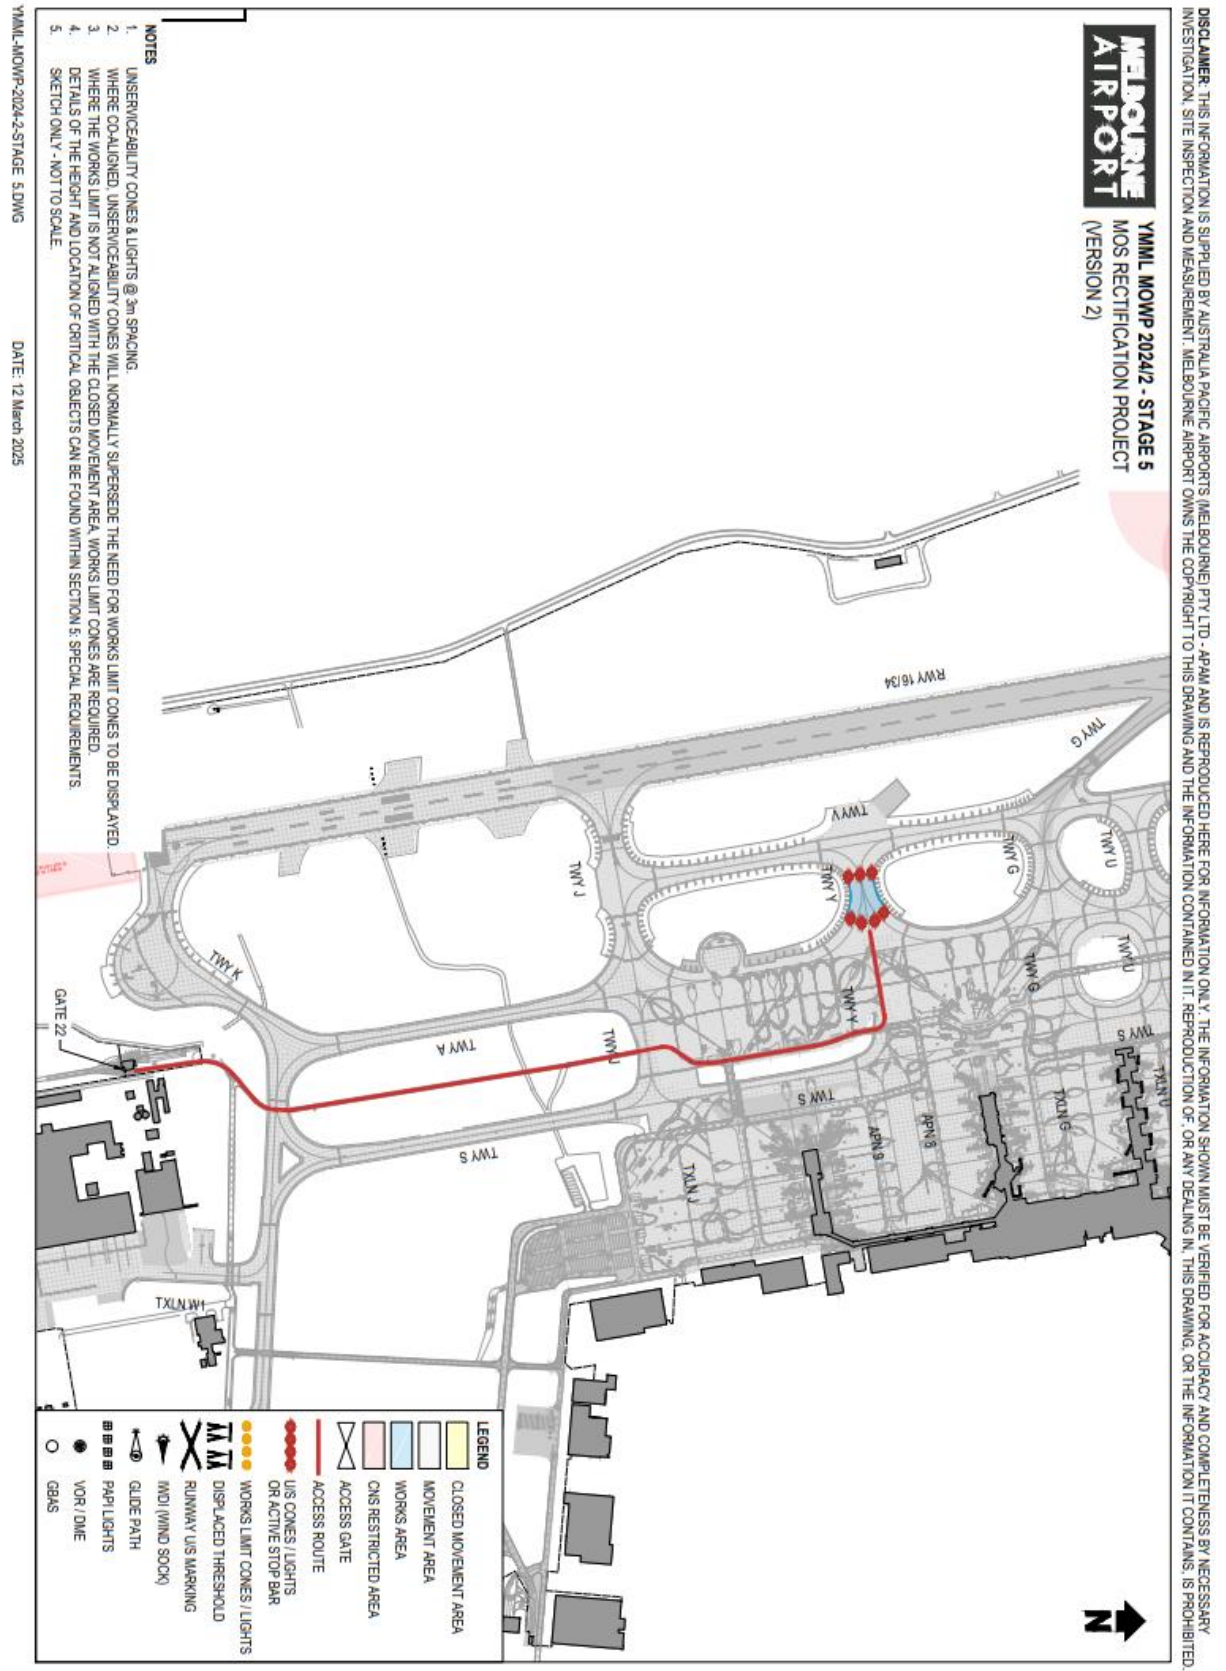 DISCLAIMER: THIS INFORMATION IS SUPPLIED BY AUSTRALIA PACIFIC AIRPORTS (MELBOURNE) PTY LTD - APAM AND IS REPRODUCED HERE FOR INFORMATION ONLY. THE INFORMATION SHOWN MUST BE VERIFIED FOR ACCURACY AND COMPLETENESS BY NECESSARY
INVESTIGATION, SITE INSPECTION AND MEASUREMENT. MELBOURNE AIRPORT OWNS THE COPYRIGHT TO THIS DRAWING AND THE INFORMATION CONTAINED IN IT. REPRODUCTION OF, OR ANY DEALING IN, THIS DRAWING, OR THE INFORMATION IT CONTAINS, IS PROHIBITED.
MELBOURNE
AIRPORT
YMML MOWP 2024/2 - STAGE 5
MOS RECTIFICATION PROJECT
(VERSION 2)
N
RWY 16/34
TWY G
TWY V
TWY U
TWY G
TWY Y
TWY J
TWY U
TWY G
TWY Y
TWY K
TWY S
TWY A
TWY J
TXLN U
TXLN G
TWY S
APN 8
APN 9
TWY S
TXLN J
GATE 22
TXLN W1
LEGEND
CLOSED MOVEMENT AREA
MOVEMENT AREA
WORKS AREA
CNS RESTRICTED AREA
ACCESS GATE
ACCESS ROUTE
U/S CONES / LIGHTS
OR ACTIVE STOP BAR
WORKS LIMIT CONES / LIGHTS
DISPLACED THRESHOLD
RUNWAY U/S MARKING
IWDI (WIND SOCK)
GLIDE PATH
PAPI LIGHTS
VOR / DME
GBAS
NOTES
1. UNSERVICEABILITY CONES & LIGHTS @ 3m SPACING.
2. WHERE CO-ALIGNED, UNSERVICEABILITY CONES WILL NORMALLY SUPERSEDE THE NEED FOR WORKS LIMIT CONES TO BE DISPLAYED.
3. WHERE THE WORKS LIMIT IS NOT ALIGNED WITH THE CLOSED MOVEMENT AREA, WORKS LIMIT CONES ARE REQUIRED.
4. DETAILS OF THE HEIGHT AND LOCATION OF CRITICAL OBJECTS CAN BE FOUND WITHIN SECTION 5: SPECIAL REQUIREMENTS.
5. SKETCH ONLY - NOT TO SCALE.
YMML-MOWP-2024-2-STAGE 5.DWG DATE: 12 March 2025